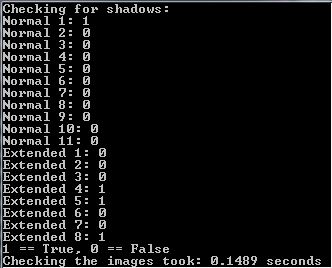 Checking for shadows:
Normal 1: 1
Normal 2: 0
Normal 3: 0
Normal 4: 0
Normal 5: 0
Normal 6: 0
Normal 7: 0
Normal 8: 0
Normal 9: 0
Normal 10: 0
Normal 11: 0
Extended 1: 0
Extended 2: 0
Extended 3: 0
Extended 4: 1
Extended 5: 1
Extended 6: 0
Extended 7: 0
Extended 8: 1
1 == True, 0 == False
Checking the images took: 0.1489 seconds